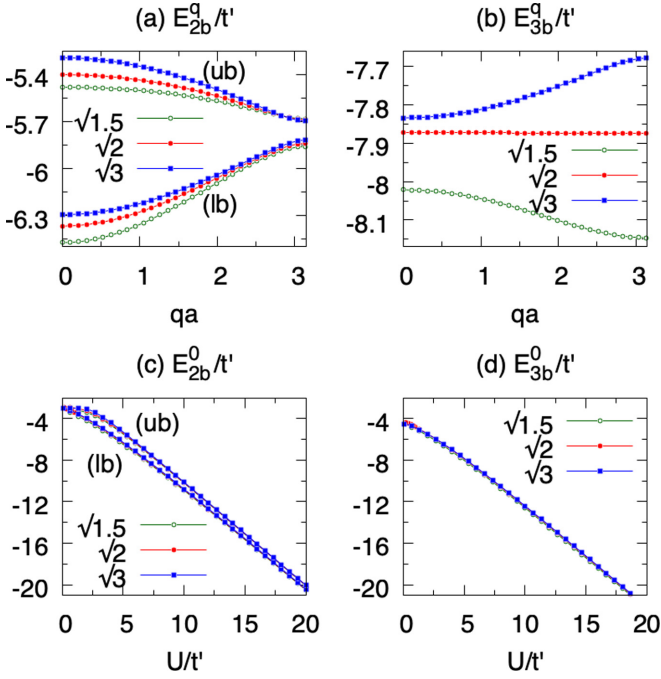 (a) E^q_2b/t'
(b) E^q_3b/t'
-5.4
-5.7
-6
-6.3
(ub)
√1.5
√2
√3
(lb)
0 1 2 3
qa
-7.7
-7.8
-7.9
-8
-8.1
√1.5
√2
√3
0 1 2 3
qa
(c) E^0_2b/t'
(d) E^0_3b/t'
-4
-8
-12
-16
-20
(ub)
(lb)
√1.5
√2
√3
0 5 10 15 20
U/t'
-4
-8
-12
-16
-20
√1.5
√2
√3
0 5 10 15 20
U/t'